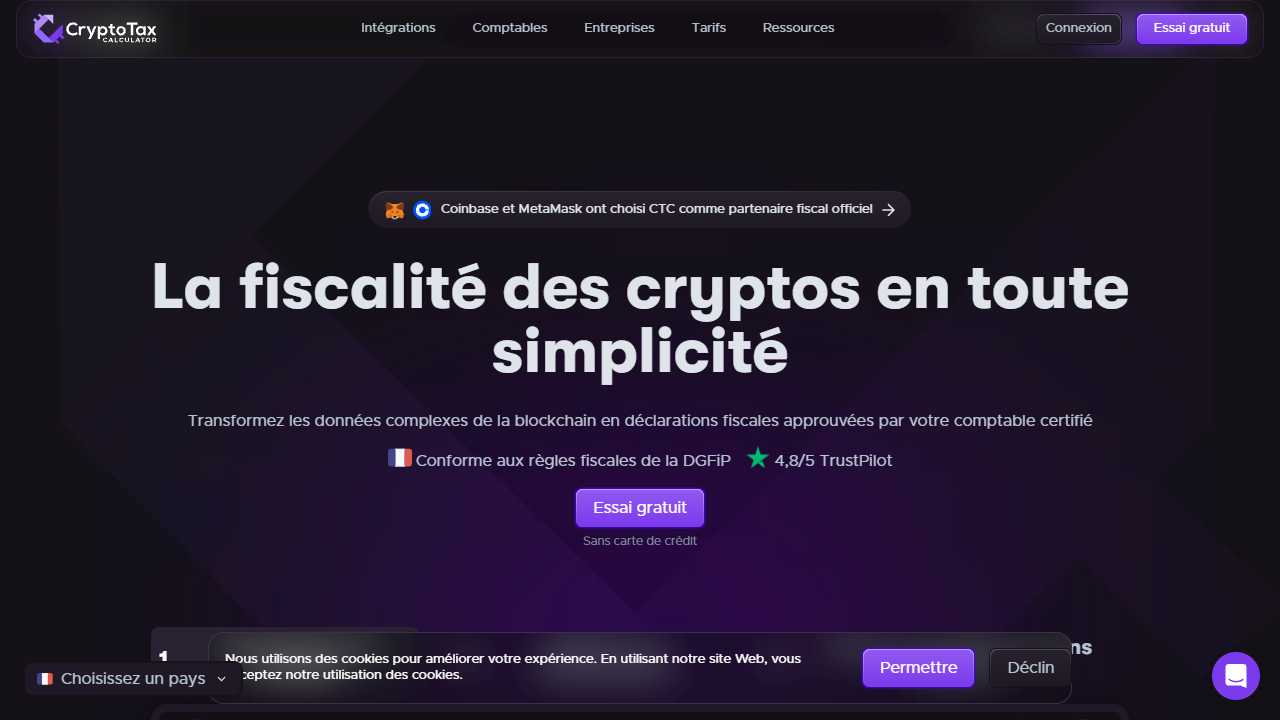 CryptoTax
CALCULATOR
Intégrations
Comptables
Entreprises
Tarifs
Ressources
Connexion
Essai gratuit
Coinbase et MetaMask ont choisi CTC comme partenaire fiscal officiel
La fiscalité des cryptos en toute
simplicité
Transformez les données complexes de la blockchain en déclarations fiscales approuvées par votre comptable certifié
Conforme aux règles fiscales de la DGFiP
4,8/5 TrustPilot
Essai gratuit
Sans carte de crédit
1
Nous utilisons des cookies pour améliorer votre expérience. En utilisant notre site Web, vous
acceptez notre utilisation des cookies.
Permettre
Déclin
Choisissez un pays